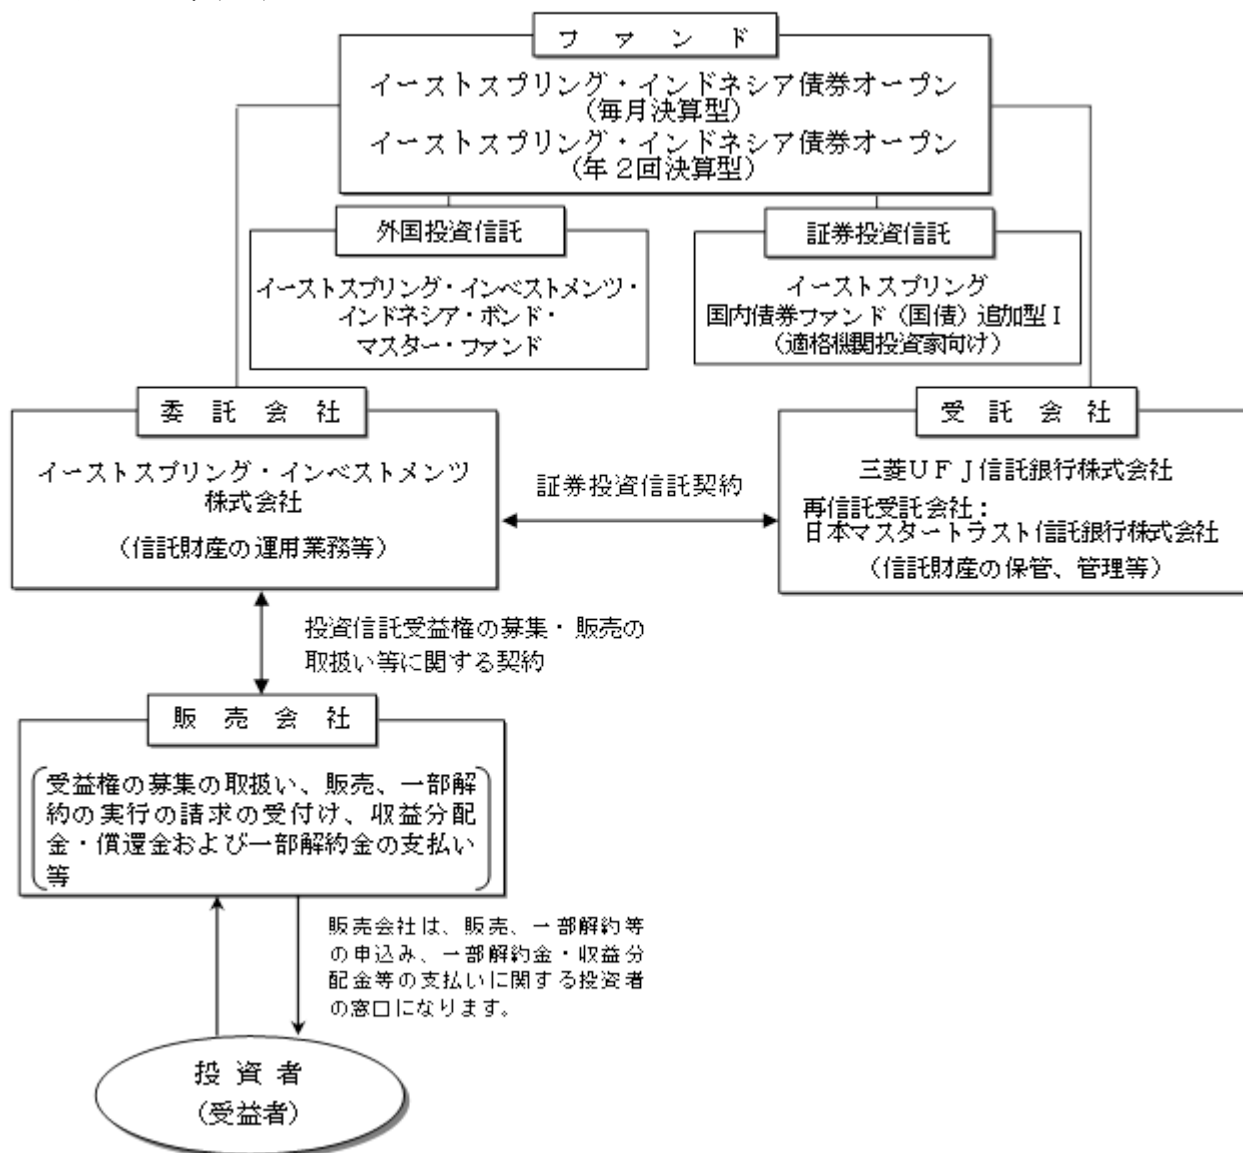 ファンド
イーストスプリング・インドネシア債券オープン
（毎月決算型）
イーストスプリング・インドネシア債券オープン
（年２回決算型）
外国投資信託
イーストスプリング・インベストメンツ・
インドネシア・ボンド・
マスター・ファンド
証券投資信託
イーストスプリング
国内債券ファンド（国債）追加型Ｉ
（適格機関投資家向け）
委託会社
イーストスプリング・インベストメンツ
株式会社
（信託財産の運用業務等）
証券投資信託契約
受託会社
三菱ＵＦＪ信託銀行株式会社
再信託受託会社：
日本マスタートラスト信託銀行株式会社
（信託財産の保管、管理等）
投資信託受益権の募集・販売の
取扱い等に関する契約
販売会社
受益権の募集の取扱い、販売、一部解
約の実行の請求の受付け、収益分配
金・償還金および一部解約金の支払い
等
販売会社は、販売、一部解約等
の申込み、一部解約金・収益分
配金等の支払いに関する投資者
の窓口になります。
投資者
（受益者）